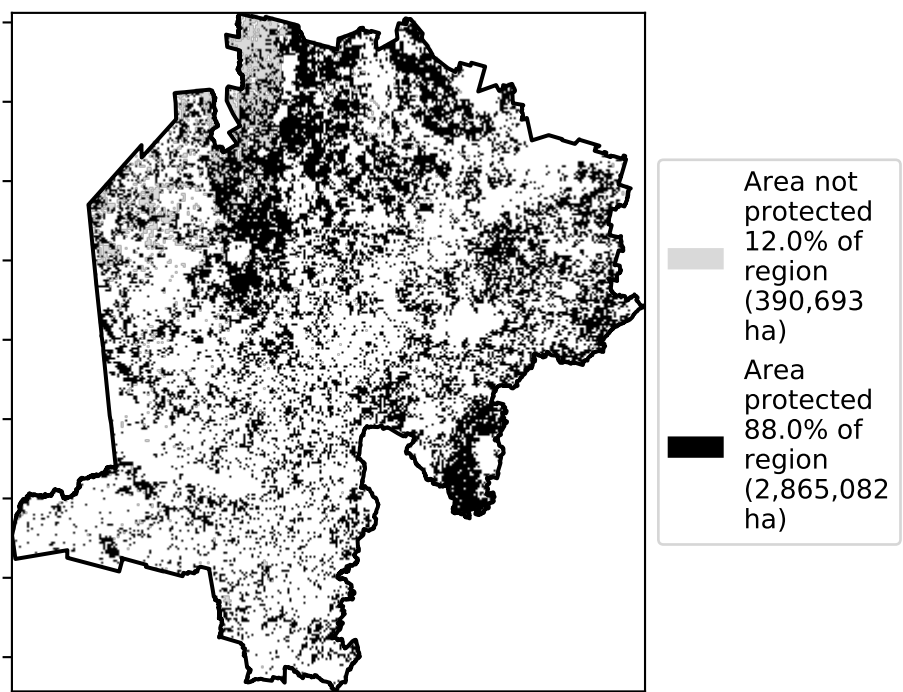 Area not
protected
12.0% of
region
(390,693
ha)
Area
protected
88.0% of
region
(2,865,082
ha)